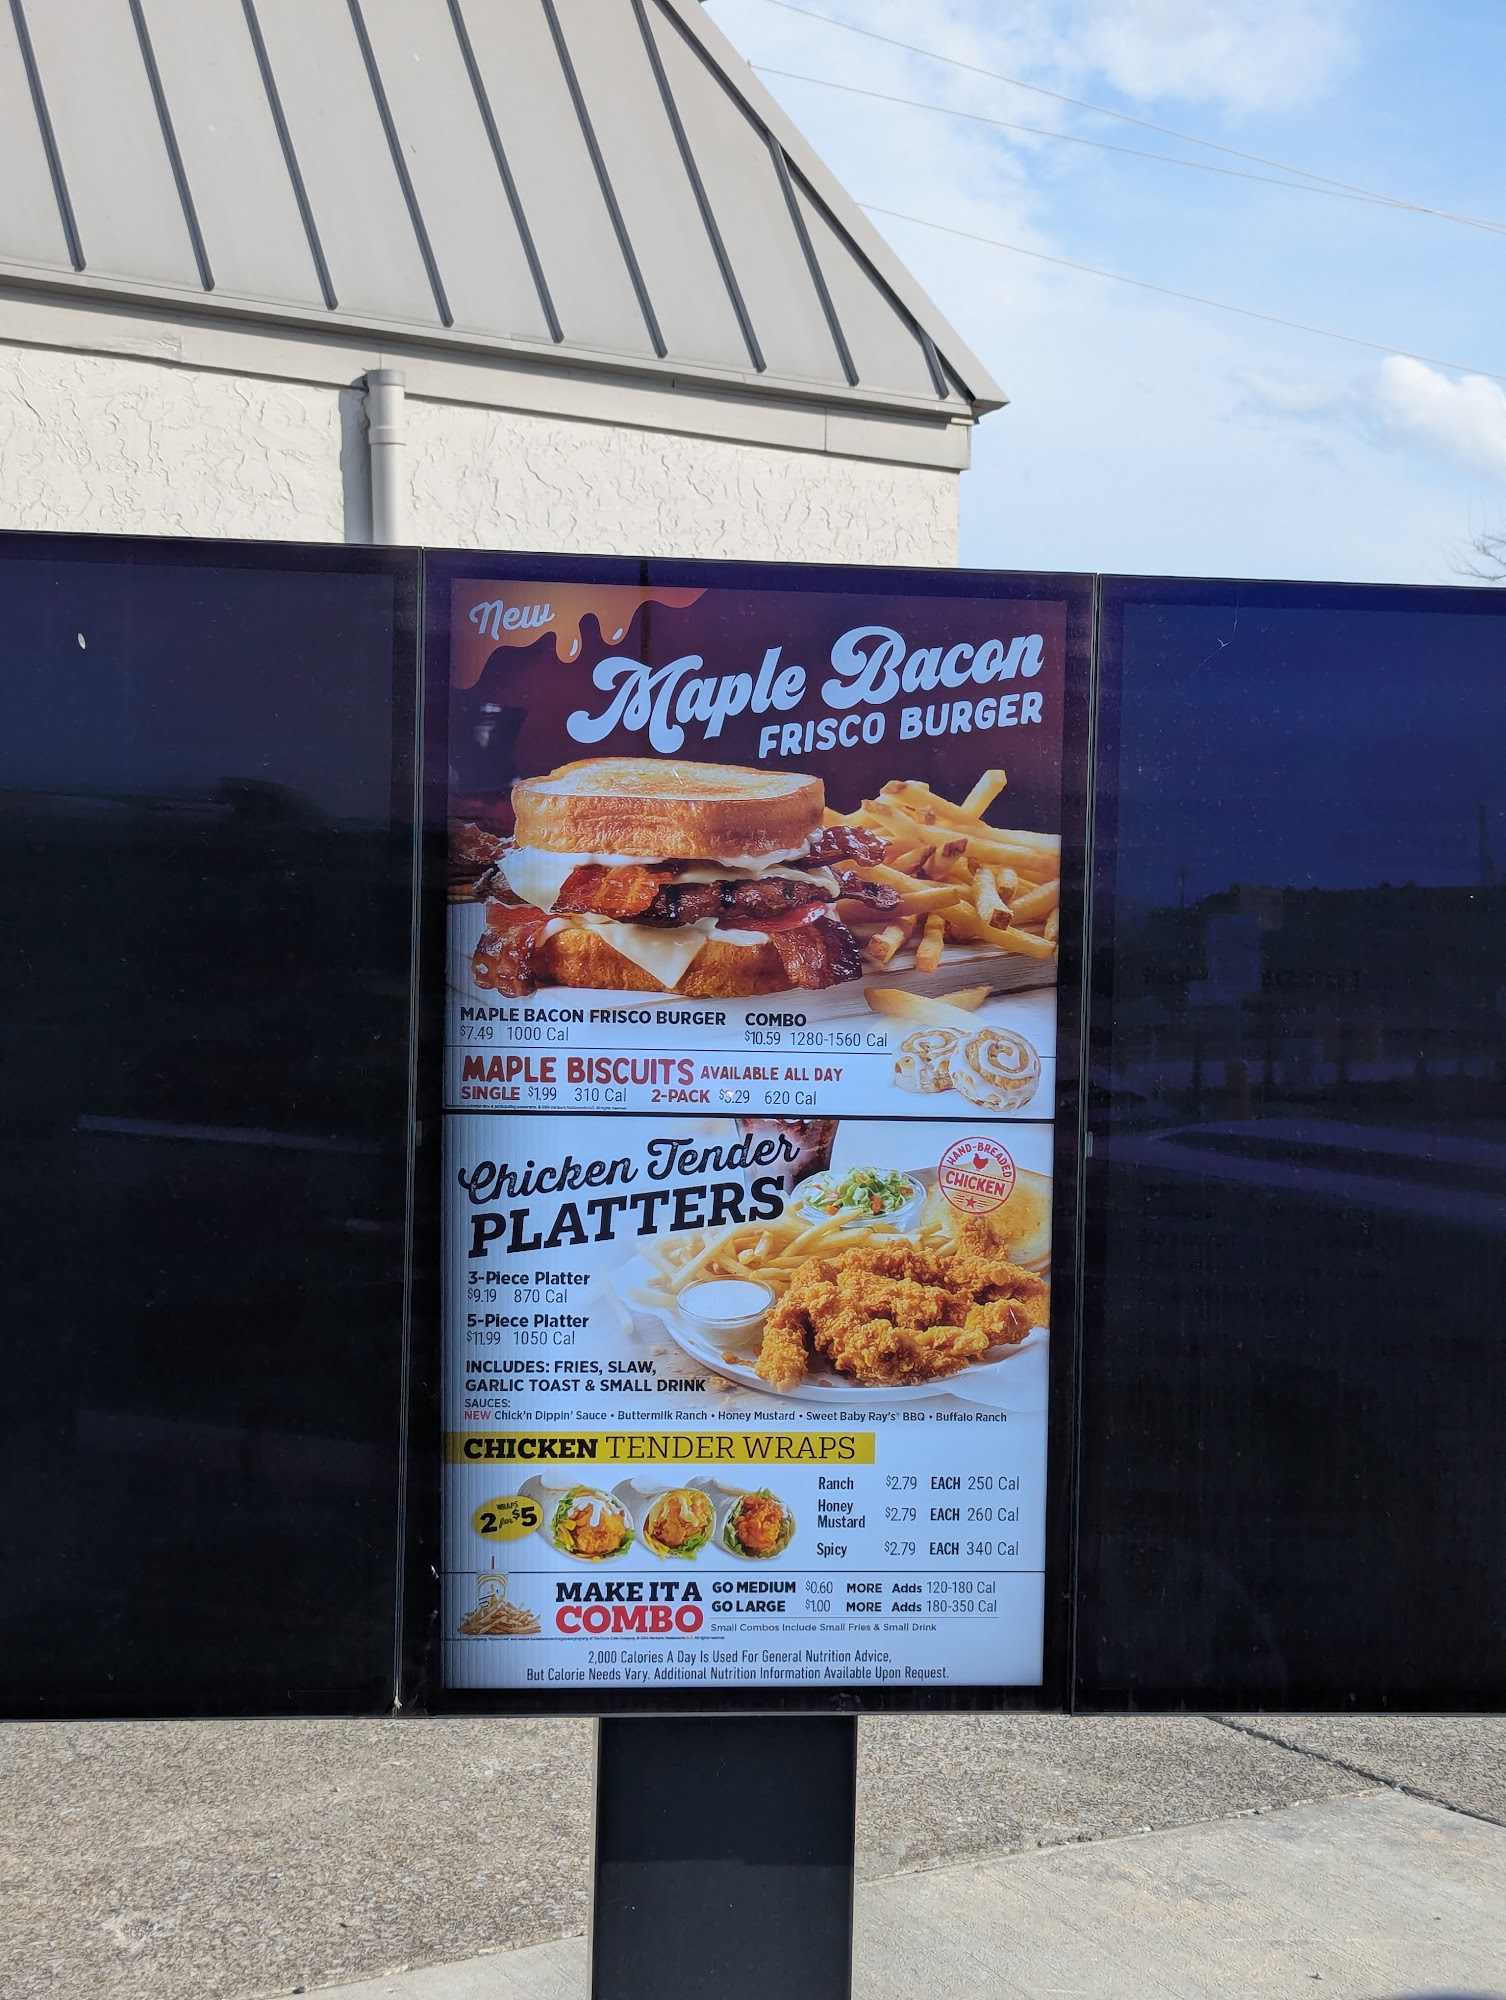 New
Maple Bacon
FRISCO BURGER
MAPLE BACON FRISCO BURGER COMBO
$7.49 1000 Cal $10.59 1280-1560 Cal
MAPLE BISCUITS AVAILABLE ALL DAY
SINGLE $1.99 310 Cal 2-PACK $3.29 620 Cal
Chicken Tender
PLATTERS
HAND-BREADED
CHICKEN
3-Piece Platter
$9.19 870 Cal
5-Piece Platter
$11.99 1050 Cal
INCLUDES: FRIES, SLAW,
GARLIC TOAST & SMALL DRINK
SAUCES:
NEW Chick'n Dippin' Sauce • Buttermilk Ranch • Honey Mustard • Sweet Baby Ray's® BBQ • Buffalo Ranch
CHICKEN TENDER WRAPS
WRAPS
2 for $5
Ranch $2.79 EACH 250 Cal
Honey
Mustard $2.79 EACH 260 Cal
Spicy $2.79 EACH 340 Cal
MAKE IT A
COMBO
GO MEDIUM $0.60 MORE Adds 120-180 Cal
GO LARGE $1.00 MORE Adds 180-350 Cal
Small Combos Include Small Fries & Small Drink
2,000 Calories A Day Is Used For General Nutrition Advice,
But Calorie Needs Vary. Additional Nutrition Information Available Upon Request.